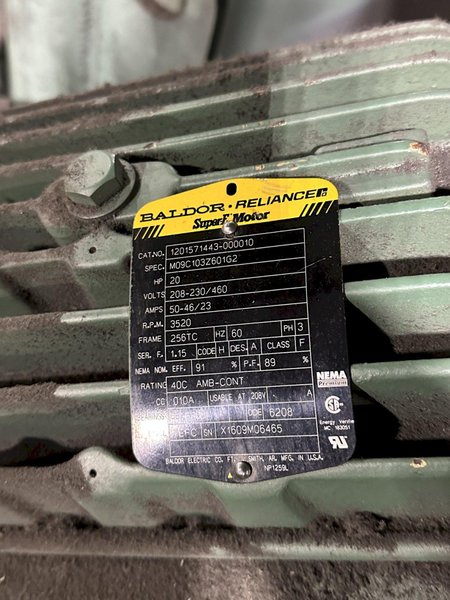 BALDOR · RELIANCE
Super-E Motor
CAT.NO. 1201571443-000010
SPEC. M09C103Z601G2
HP 20
VOLTS 208-230/460
AMPS 50-46/23
R.P.M. 3520
FRAME 256TC HZ 60 PH 3
SER. F. 1.15 CODE H DES. A CLASS F
NEMA NOM. EFF. 91 % P.F. 89 %
RATING 40C AMB-CONT
CC 010A USABLE AT 208V A
ODE 6208
SN X1609M06465
BALDOR ELECTRIC CO. FT. SMITH, AR. MFG. IN U.S.A.
NP1259L
NEMA
Premium
Energy Verified